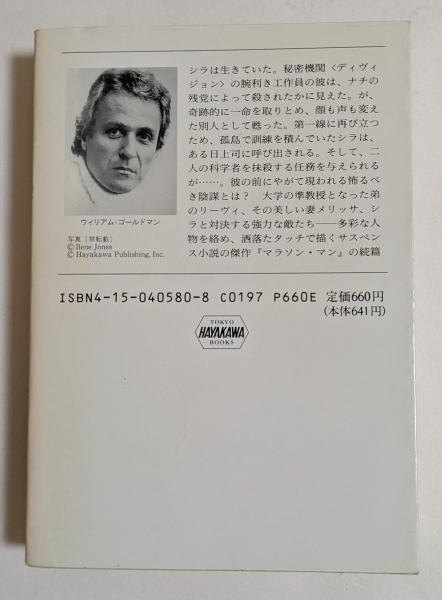 シラは生きていた。秘密機関〈ディヴィ
ジョン〉の腕利き工作員の彼は、ナチの
残党によって殺されたかに見えた。が、
奇跡的に一命を取りとめ、顔も声も変え
た別人として甦った。第一線に再び立つ
ため、孤島で訓練を積んでいたシラは、
ある日上司に呼び出される。そして、二
人の科学者を抹殺する任務を与えられる
が……。彼の前にやがて現われる怖るべ
き陰謀とは？　大学の準教授となった弟
のリーヴィ、その美しい妻メリッサ、シ
ラと対決する強力な敵たち──多彩な人
物を絡め、洒落たタッチで描くサスペン
ス小説の傑作『マラソン・マン』の続篇
ウィリアム・ゴールドマン
写真（禁転載）
©Ilene Jones
©Hayakawa Publishing, Inc.
ISBN4-15-040580-8 C0197 P660E 定価660円
(本体641円)
TOKYO
HAYAKAWA
BOOKS